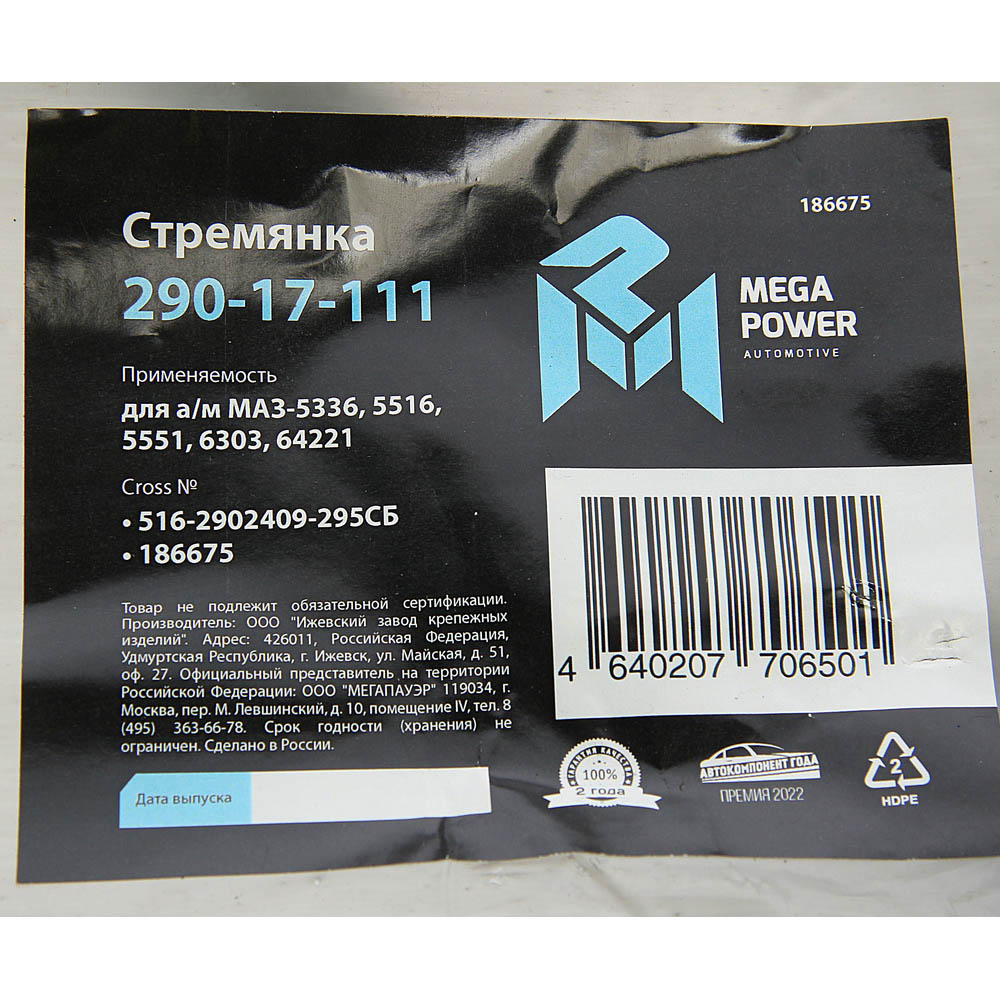 186675
Стремянка
290-17-111
MEGA
POWER
AUTOMOTIVE
Применяемость
для а/м МАЗ-5336, 5516,
5551, 6303, 64221
Cross №
• 516-2902409-295СБ
• 186675
Товар не подлежит обязательной сертификации.
Производитель: ООО "Ижевский завод крепежных
изделий". Адрес: 426011, Российская Федерация,
Удмуртская Республика, г. Ижевск, ул. Майская, д. 51,
оф. 27. Официальный представитель на территории
Российской Федерации: ООО "МЕГАПАУЭР" 119034, г.
Москва, пер. М. Левшинский, д. 10, помещение IV, тел. 8
(495) 363-66-78. Срок годности (хранения) не
ограничен. Сделано в России.
Дата выпуска
4 640207 706501
ГАРАНТИЯ КАЧЕСТВА
100%
2 года
АВТОКОМПОНЕНТ ГОДА
ПРЕМИЯ 2022
2
HDPE